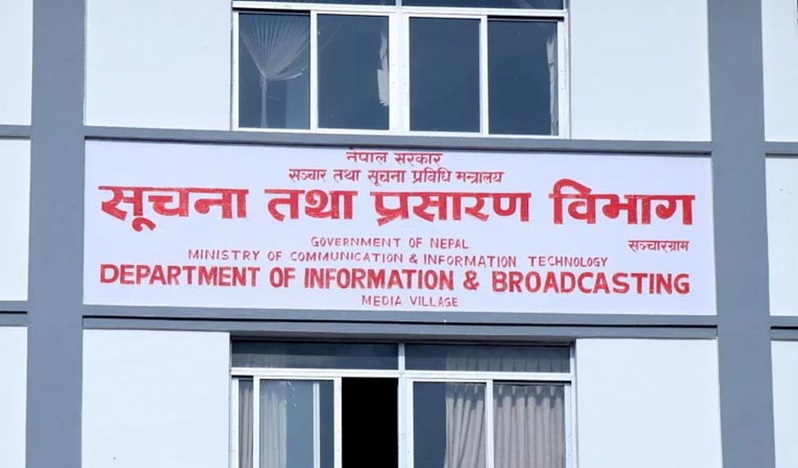 नेपाल सरकार
सञ्चार तथा सूचना प्रविधि मन्त्रालय
सूचना तथा प्रसारण विभाग
सञ्चारग्राम
GOVERNMENT OF NEPAL
MINISTRY OF COMMUNICATION & INFORMATION TECHNOLOGY
DEPARTMENT OF INFORMATION & BROADCASTING
MEDIA VILLAGE